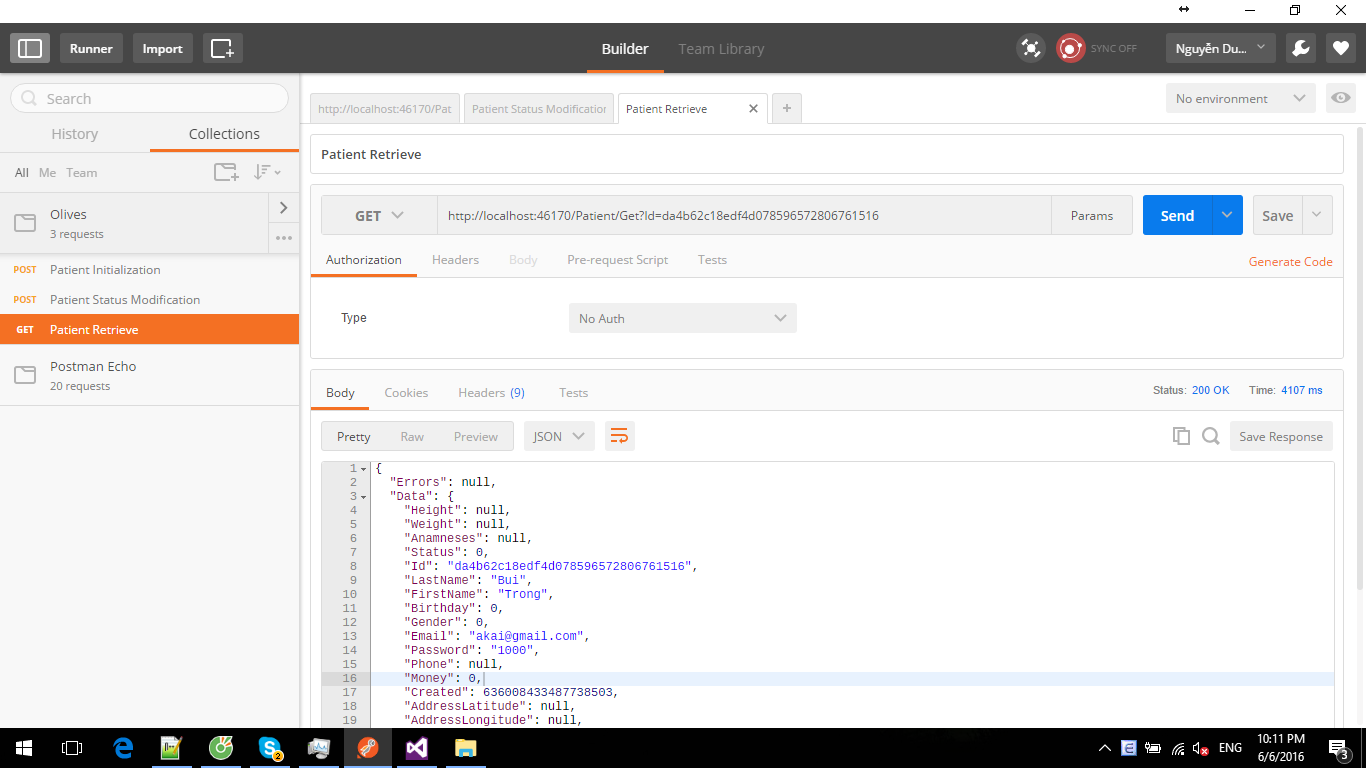 Runner Import Builder Team Library SYNC OFF Nguyễn Du...
Search
History Collections
All Me Team
Olives
3 requests
POST Patient Initialization
POST Patient Status Modification
GET Patient Retrieve
Postman Echo
20 requests
http://localhost:46170/Pat Patient Status Modification Patient Retrieve No environment
Patient Retrieve
GET http://localhost:46170/Patient/Get?Id=da4b62c18edf4d078596572806761516 Params Send Save
Authorization Headers Body Pre-request Script Tests Generate Code
Type No Auth
Body Cookies Headers (9) Tests Status: 200 OK Time: 4107 ms
Pretty Raw Preview JSON Save Response
1 {
2 "Errors": null,
3 "Data": {
4 "Height": null,
5 "Weight": null,
6 "Anamneses": null,
7 "Status": 0,
8 "Id": "da4b62c18edf4d078596572806761516",
9 "LastName": "Bui",
10 "FirstName": "Trong",
11 "Birthday": 0,
12 "Gender": 0,
13 "Email": "akai@gmail.com",
14 "Password": "1000",
15 "Phone": null,
16 "Money": 0,
17 "Created": 636008433487738503,
18 "AddressLatitude": null,
19 "AddressLongitude": null,
2 ENG 10:11 PM 3
6/6/2016